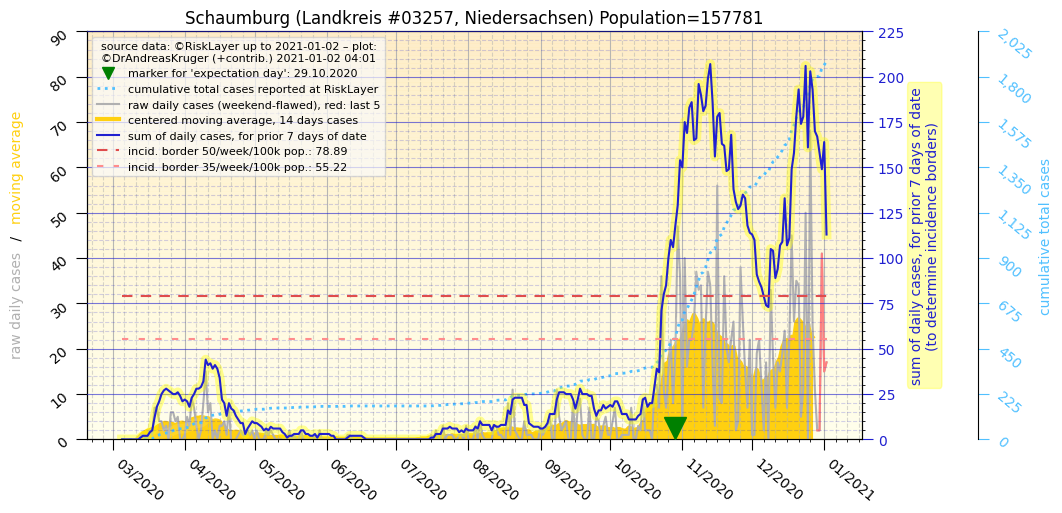 Schaumburg (Landkreis #03257, Niedersachsen) Population=157781
source data: ©RiskLayer up to 2021-01-02 – plot:
©DrAndreasKruger (+contrib.) 2021-01-02 04:01
marker for 'expectation day': 29.10.2020
cumulative total cases reported at RiskLayer
raw daily cases (weekend-flawed), red: last 5
centered moving average, 14 days cases
sum of daily cases, for prior 7 days of date
incid. border 50/week/100k pop.: 78.89
incid. border 35/week/100k pop.: 55.22
raw daily cases / moving average
90
80
70
60
50
40
30
20
10
0
03/2020
04/2020
05/2020
06/2020
07/2020
08/2020
09/2020
10/2020
11/2020
12/2020
01/2021
225
200
175
150
125
100
75
50
25
0
sum of daily cases, for prior 7 days of date
(to determine incidence borders)
2,025
1,800
1,575
1,350
1,125
900
675
450
225
0
cumulative total cases